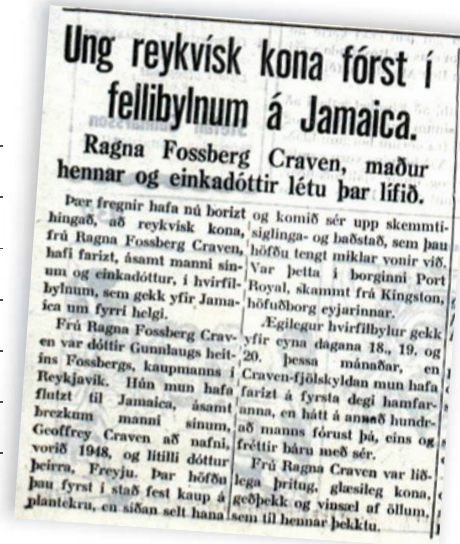 Ung reykvísk kona fórst í
fellibylnum á Jamaica.
Ragna Fossberg Craven, maður
hennar og einkadóttir létu þar lífið.
Þær fregnir hafa nú borizt
hingað, að reykvísk kona,
frú Ragna Fossberg Craven,
hafi farizt, ásamt manni sín-
um og einkadóttur, í hvirfil-
bylnum, sem gekk yfir Jama-
ica um fyrri helgi.
Frú Ragna Fossberg Crav-
en var dóttir Gunnlaugs heit-
ins Fossbergs, kaupmanns í
Reykjavík. Hún mun hafa
flutzt til Jamaica, ásamt
brezkum manni sínum,
Geoffrey Craven að nafni,
vorið 1948, og litilli dóttur
þeirra, Freyju. Þar höfðu
þau fyrst í stað fest kaup á
plantekru, en síðan selt hana
og komið sér upp skemmti-
siglinga- og baðstað, sem þau
höfðu tengt miklar vonir við.
Var þetta í borginni Port
Royal, skammt frá Kingston,
höfuðborg eyjarinnar.
Ægilegur hvirfilbylur gekk
yfir eyna dagana 18., 19. og
20. þessa mánaðar, en
Craven-fjölskyldan mun hafa
farizt á fyrsta degi hamfar-
anna, en hátt á annað hundr-
að manns fórust þá, eins og
fréttir báru með sér.
Frú Ragna Craven var lið-
lega þrítug, glæsileg kona,
geðþekk og vinsæl af öllum,
sem til hennar þekktu.